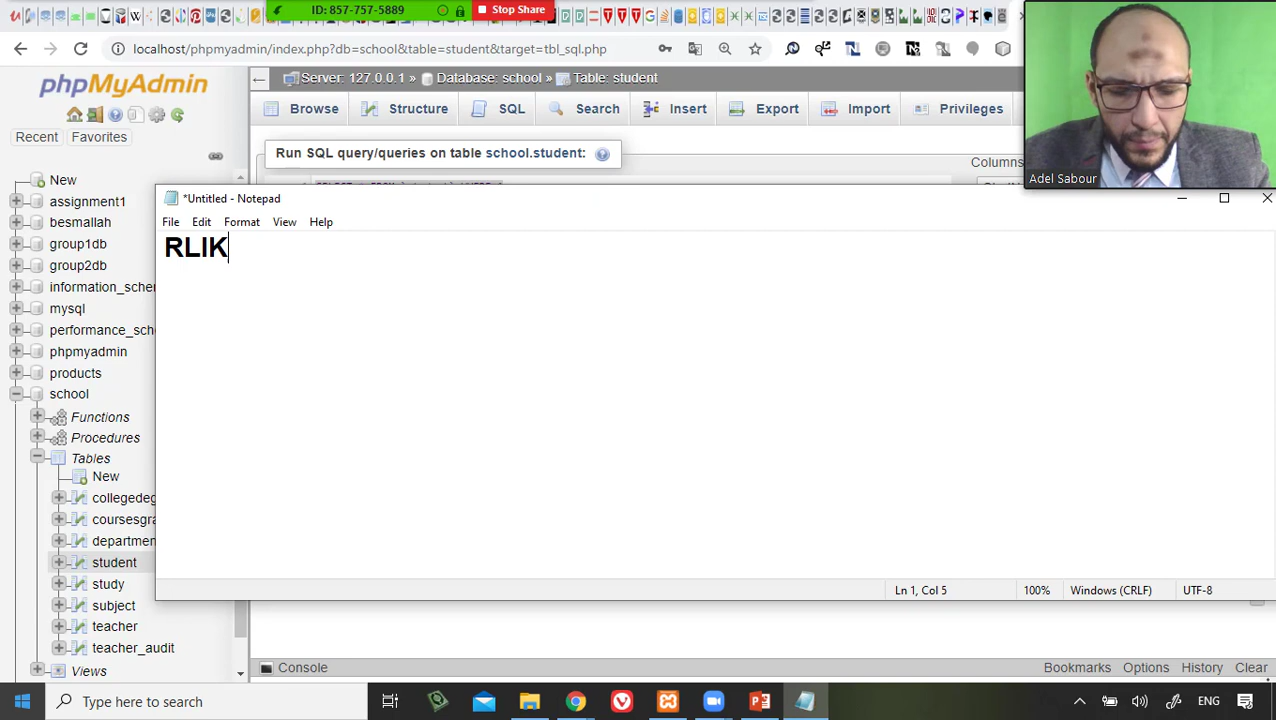 ID: 857-757-5889
Stop Share
localhost/phpmyadmin/index.php?db=school&table=student&target=tbl_sql.php
phpMyAdmin
Recent
Favorites
New
assignment1
besmallah
group1db
group2db
information_scher
mysql
performance_sch
phpmyadmin
products
school
Functions
Procedures
Tables
New
collegedeg
coursesgra
departmen
student
study
subject
teacher
teacher_audit
Views
Server: 127.0.0.1 » Database: school » Table: student
Browse
Structure
SQL
Search
Insert
Export
Import
Privileges
Run SQL query/queries on table school.student:
Columns
Adel Sabour
*Untitled - Notepad
File
Edit
Format
View
Help
RLIK
Ln 1, Col 5
100%
Windows (CRLF)
UTF-8
Console
Bookmarks
Options
History
Clear
Type here to search
ENG